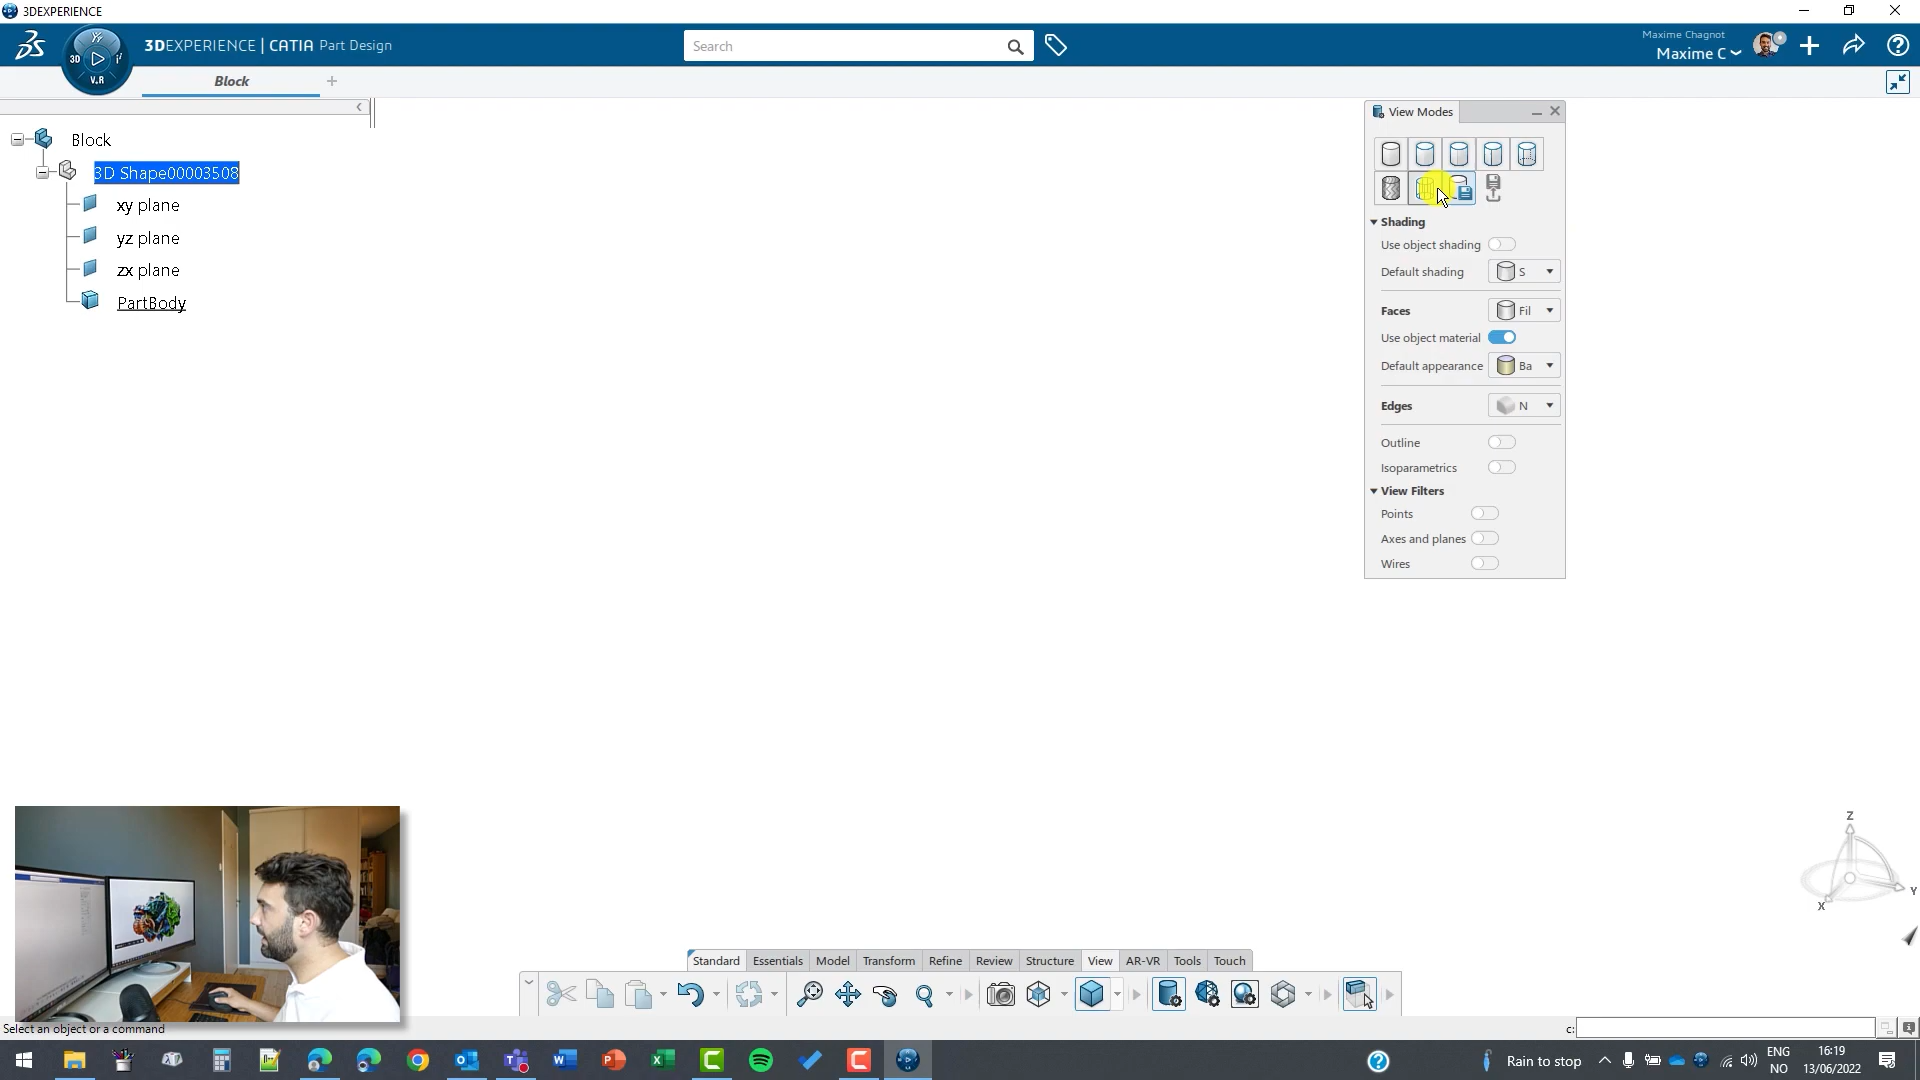 3DEXPERIENCE
3DEXPERIENCE | CATIA Part Design
3D
V.R
Search
Maxime Chagnot
Maxime C
Block
+
Block
3D Shape00003508
xy plane
yz plane
zx plane
PartBody
View Modes
Shading
Use object shading
Default shading
S
Faces
Fil
Use object material
Default appearance
Ba
Edges
N
Outline
Isoparametrics
View Filters
Points
Axes and planes
Wires
Z
Y
X
Standard
Essentials
Model
Transform
Refine
Review
Structure
View
AR-VR
Tools
Touch
Select an object or a command
c:
Rain to stop
ENG
NO
16:19
13/06/2022